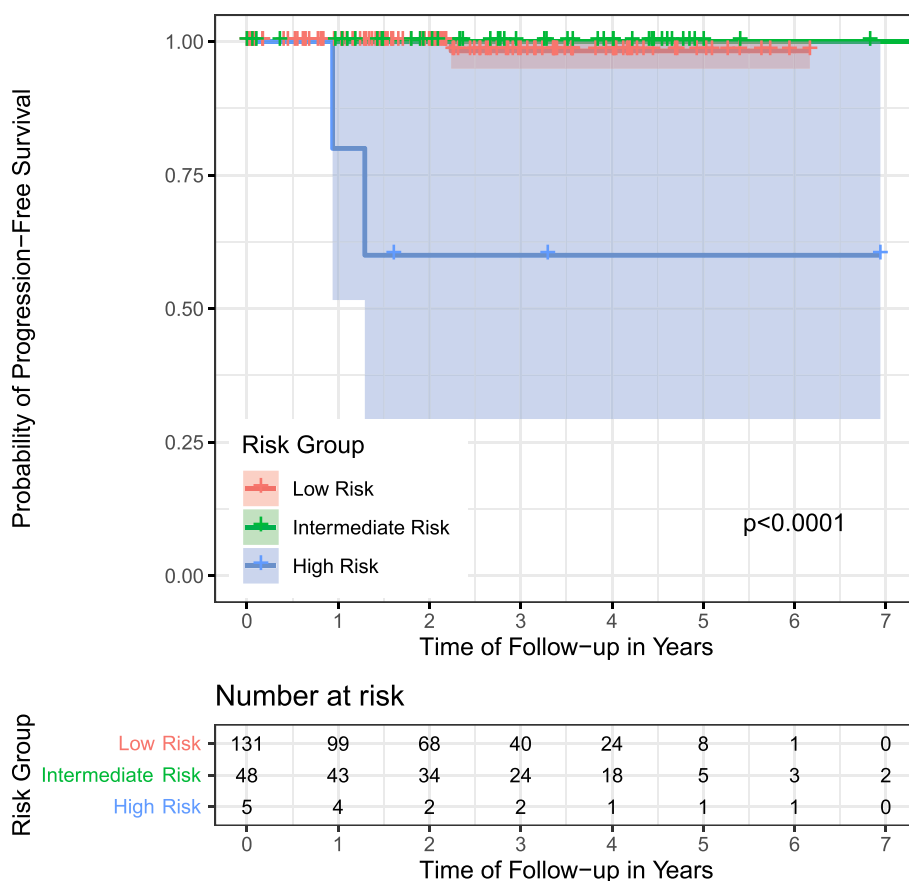 Probability of Progression−Free Survival
1.00
0.75
0.50
0.25
0.00
Risk Group
Low Risk
Intermediate Risk
High Risk
p<0.0001
0 1 2 3 4 5 6 7
Time of Follow−up in Years
Number at risk
Risk Group
Low Risk 131 99 68 40 24 8 1 0
Intermediate Risk 48 43 34 24 18 5 3 2
High Risk 5 4 2 2 1 1 1 0
0 1 2 3 4 5 6 7
Time of Follow−up in Years